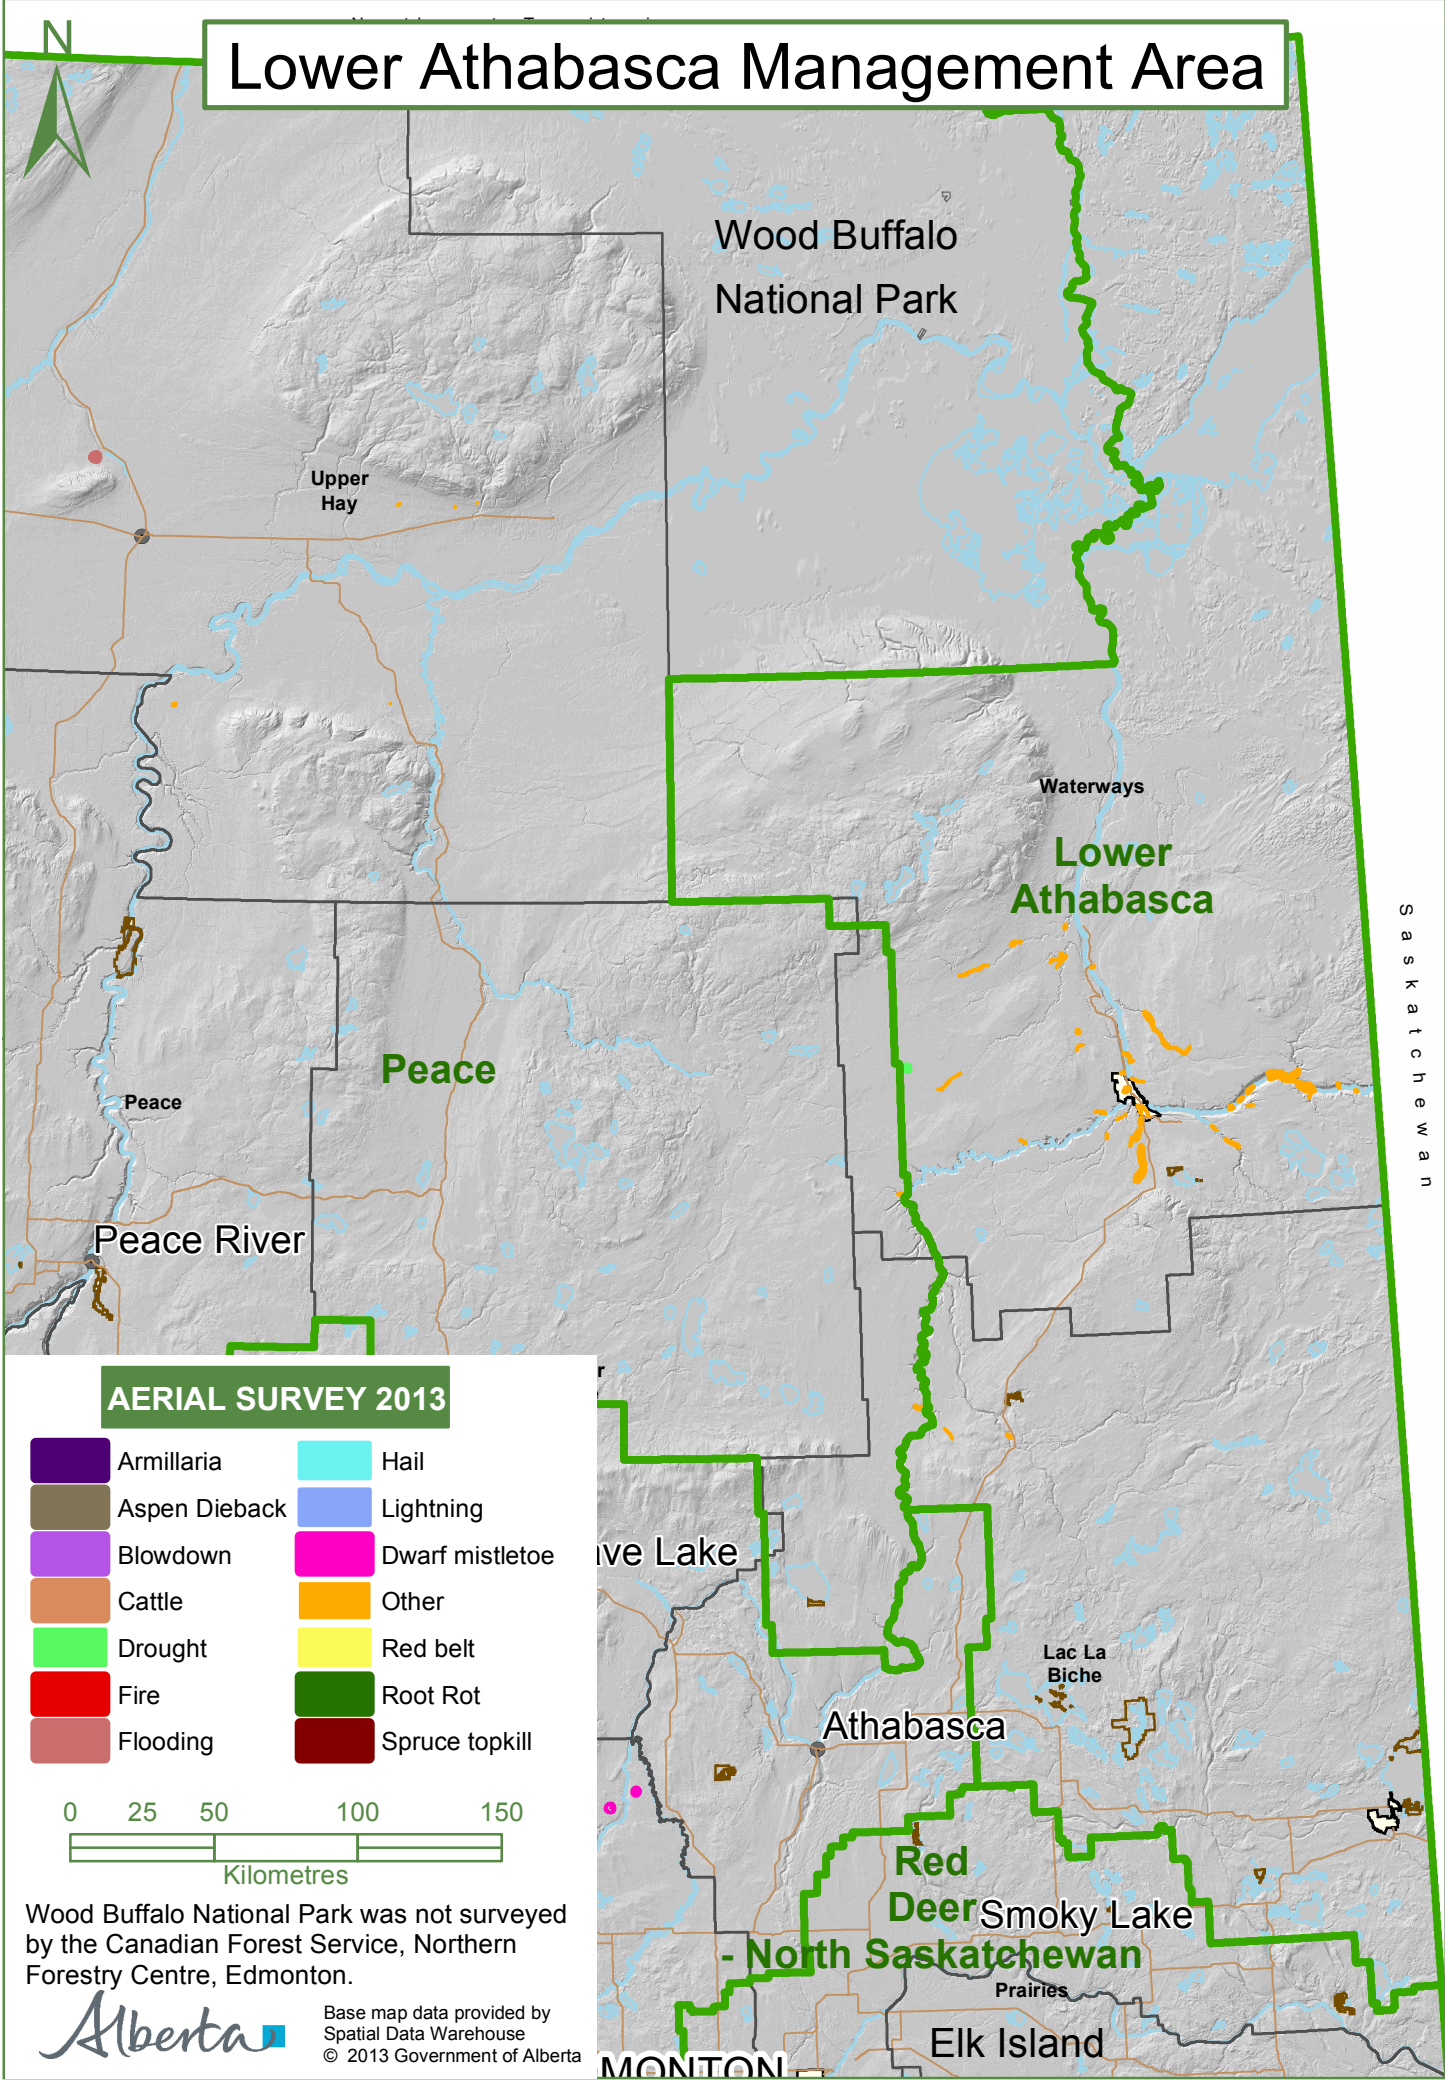 N
Lower Athabasca Management Area
Wood Buffalo
National Park
Upper
Hay
Waterways
Lower
Athabasca
Saskatchewan
Peace
Peace
Peace River
r
ave Lake
Lac La
Biche
Athabasca
Red
Deer
Smoky Lake
- North Saskatchewan
Prairies
Elk Island
MONTON
AERIAL SURVEY 2013
Armillaria
Aspen Dieback
Blowdown
Cattle
Drought
Fire
Flooding
Hail
Lightning
Dwarf mistletoe
Other
Red belt
Root Rot
Spruce topkill
0 25 50 100 150
Kilometres
Wood Buffalo National Park was not surveyed
by the Canadian Forest Service, Northern
Forestry Centre, Edmonton.
Alberta
Base map data provided by
Spatial Data Warehouse
© 2013 Government of Alberta